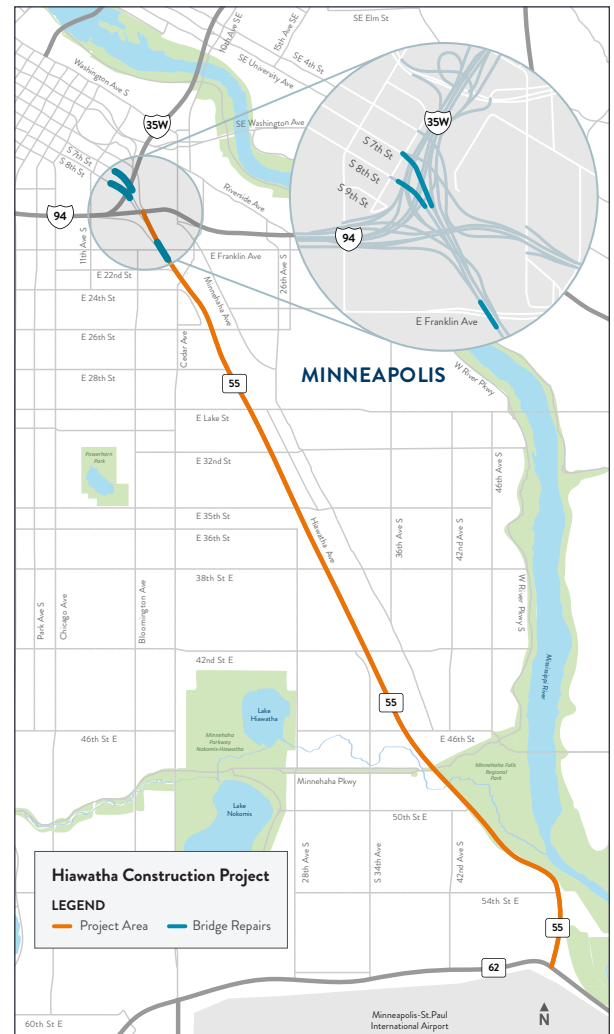 SE Elm St
10th Ave SE
15th Ave SE
SE 4th St
SE University Ave
Washington Ave S
35W
SE Washington Ave
S 7th St
S 8th St
Riverside Ave
94
11th Ave S
E Franklin Ave
26th Ave S
E 22nd St
E 24th St
Minnehaha Ave
E 26th St
Cedar Ave
E 28th St
35W
S 7th St
S 8th St
S 9th St
94
E Franklin Ave
MINNEAPOLIS
W River Pkwy
55
E Lake St
E 32nd St
46th Ave S
Powderhorn
Park
E 35th St
E 36th St
Hiawatha Ave
36th Ave S
42nd Ave S
38th St E
Park Ave S
Chicago Ave
Bloomington Ave
W River Pkwy S
42nd St E
Mississippi River
55
Lake
Hiawatha
46th St E
Minnehaha
Parkway
Nokomis-Hiawatha
E 46th St
Minnehaha Falls
Regional
Park
Minnehaha Pkwy
Lake
Nokomis
50th St E
28th Ave S
S 34th Ave
42nd Ave S
54th St E
Hiawatha Construction Project
LEGEND
Project Area
Bridge Repairs
55
62
60th St E
Minneapolis-St.Paul
International Airport
N